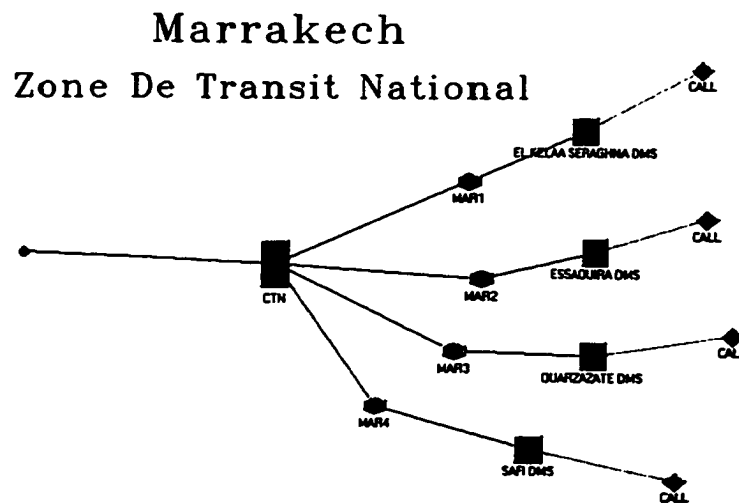 Marrakech
Zone De Transit National
CALL
EL KELAA SERAGHNA DMS
MAR1
CALL
ESSAOUIRA DMS
MAR2
CTN
CALL
MAR3
OUARZAZATE DMS
MAR4
SAFI DMS
CALL